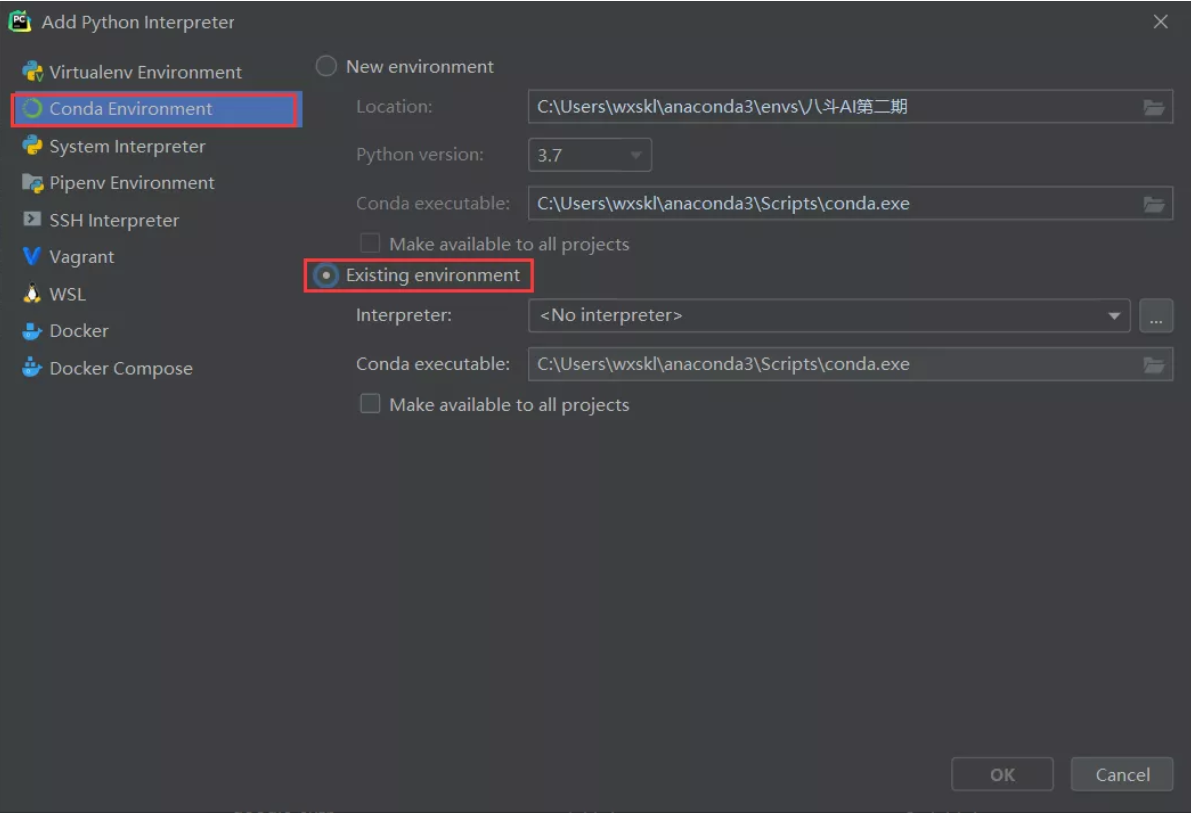 Add Python Interpreter
Virtualenv Environment
Conda Environment
System Interpreter
Pipenv Environment
SSH Interpreter
Vagrant
WSL
Docker
Docker Compose
New environment
Location: C:\Users\wxskl\anaconda3\envs\八斗AI第二期
Python version: 3.7
Conda executable: C:\Users\wxskl\anaconda3\Scripts\conda.exe
Make available to all projects
Existing environment
Interpreter: <No interpreter> ...
Conda executable: C:\Users\wxskl\anaconda3\Scripts\conda.exe
Make available to all projects
OK Cancel